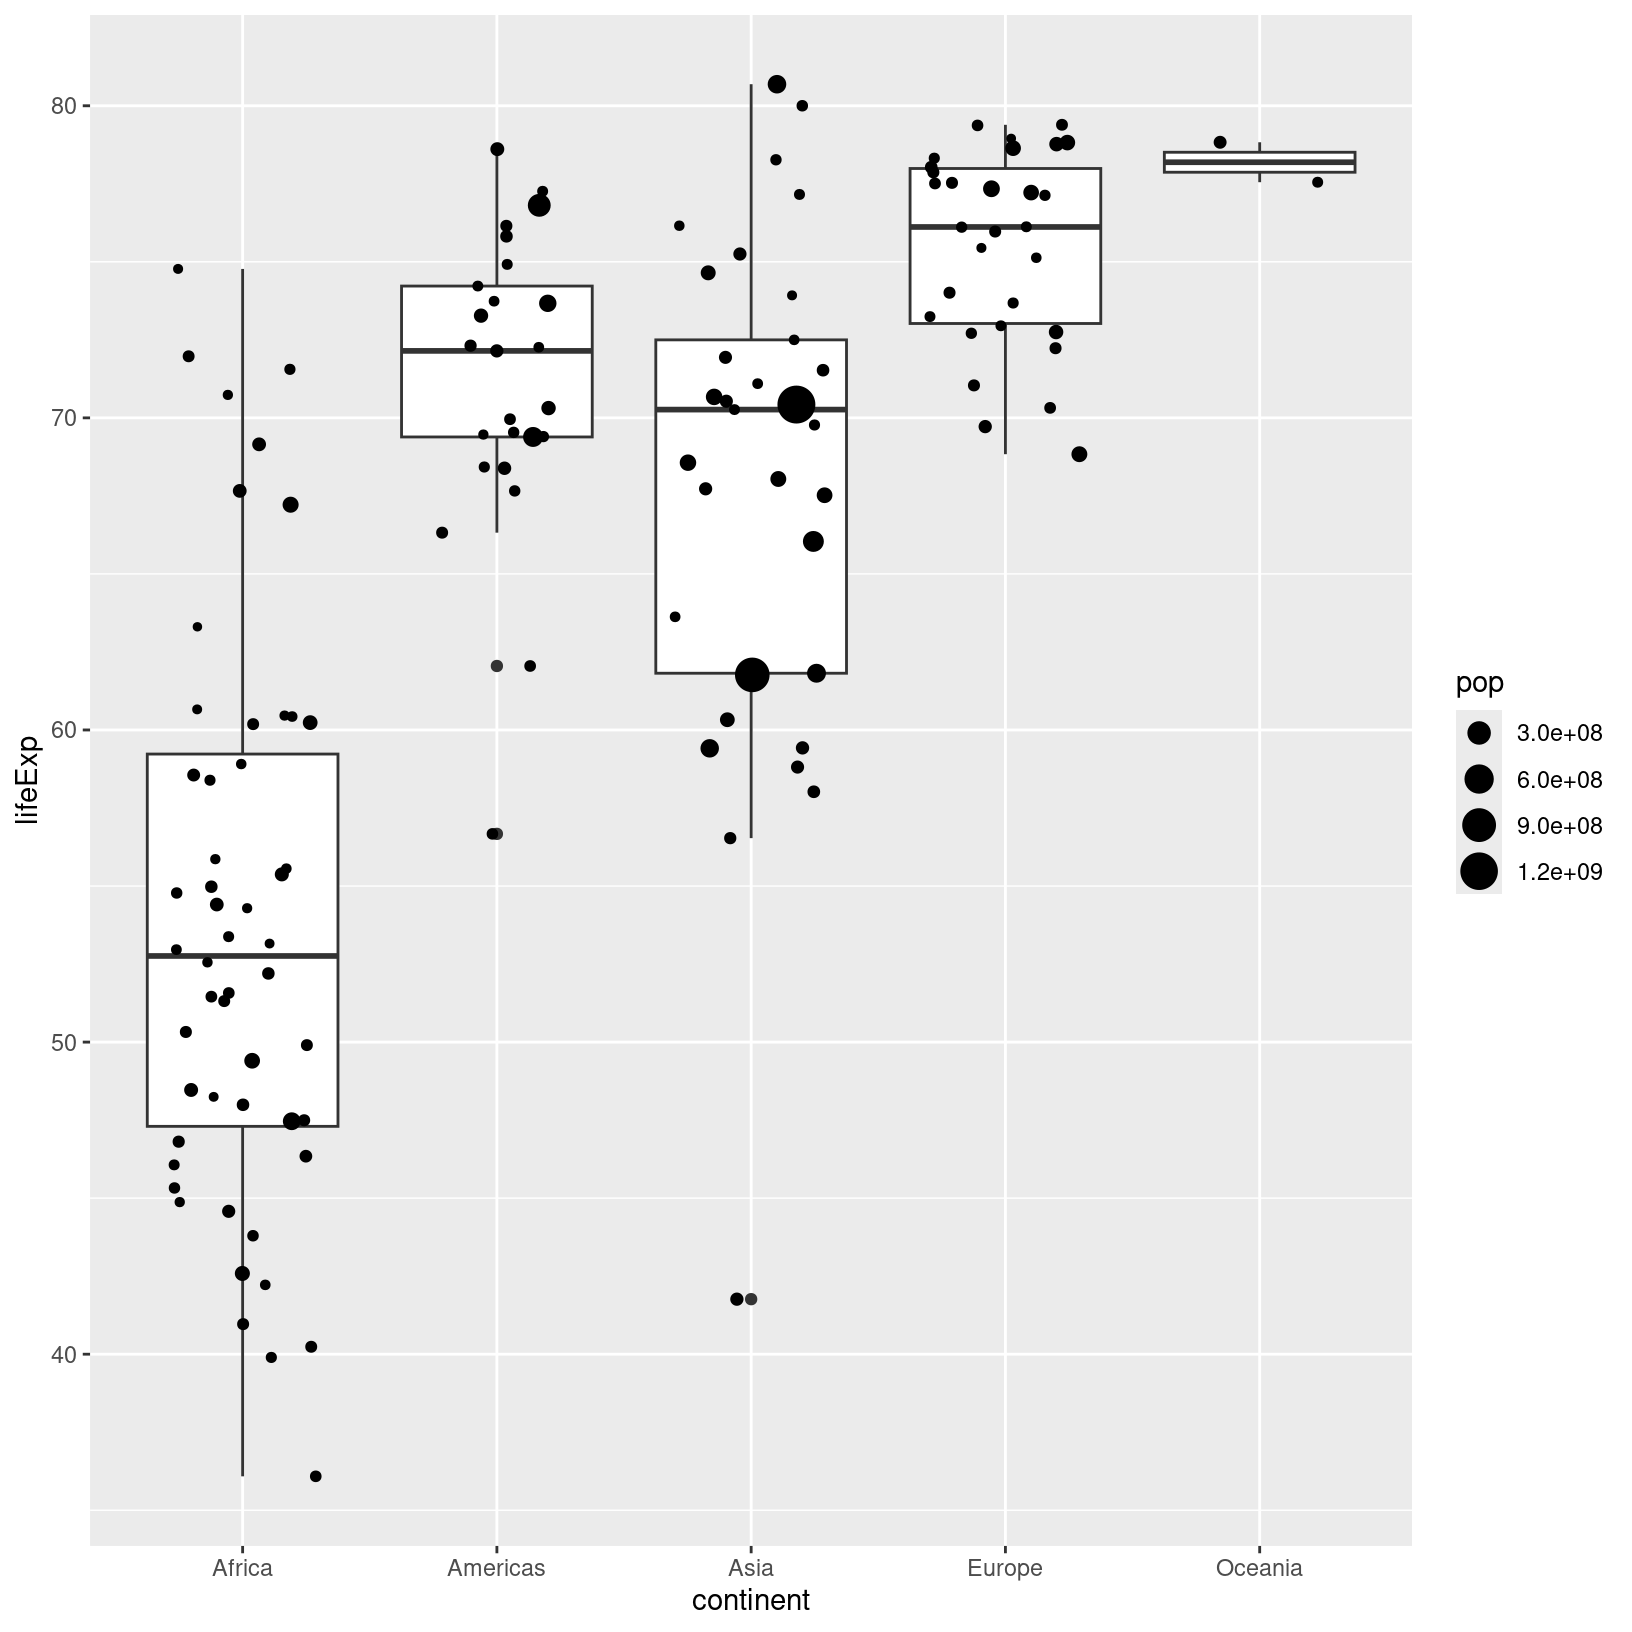 80
70
60
50
40
lifeExp
Africa
Americas
Asia
Europe
Oceania
continent
pop
3.0e+08
6.0e+08
9.0e+08
1.2e+09